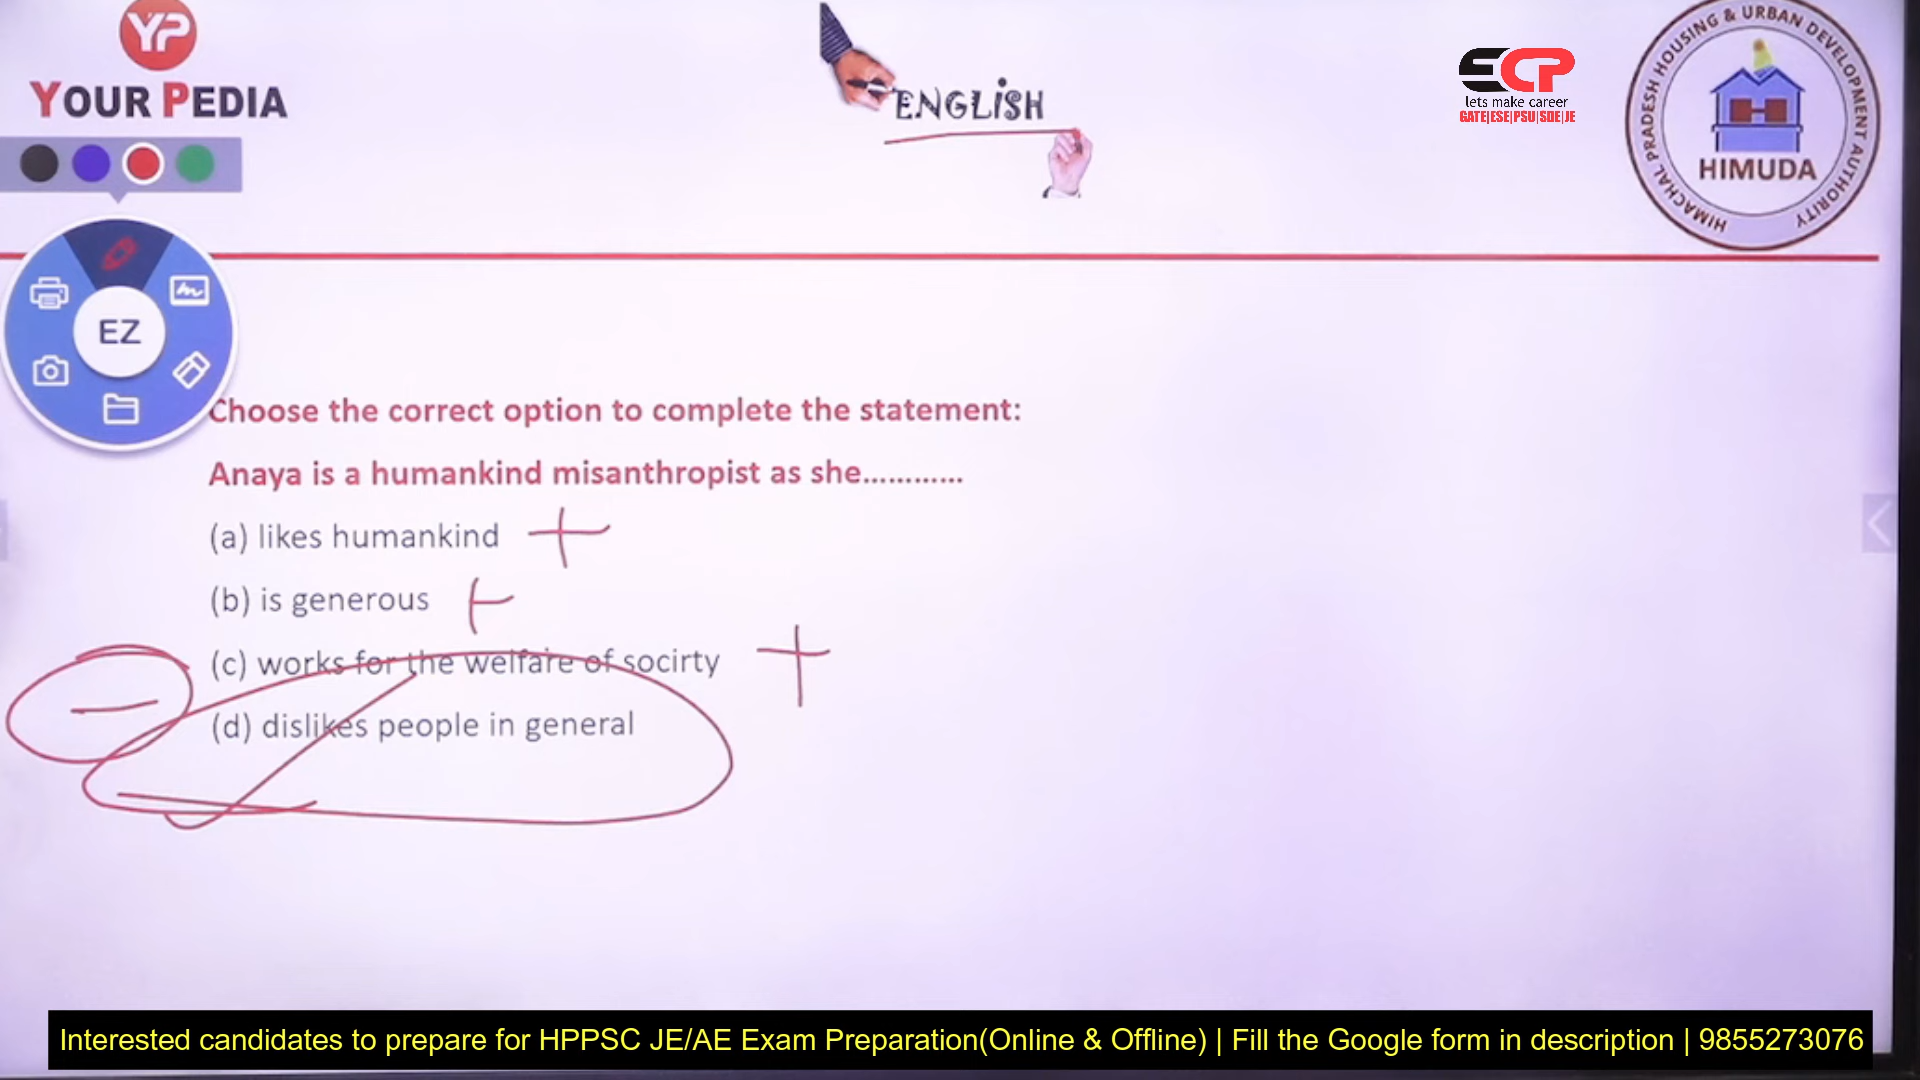 YP
YOUR PEDIA
ENGLISH
ECP
lets make career
GATE|ESE|PSU|SDE|JE
HIMACHAL PRADESH HOUSING & URBAN DEVELOPMENT AUTHORITY
HIMUDA
EZ
Choose the correct option to complete the statement:
Anaya is a humankind misanthropist as she............
(a) likes humankind
(b) is generous
(c) works for the welfare of socirty
(d) dislikes people in general
Interested candidates to prepare for HPPSC JE/AE Exam Preparation(Online & Offline) | Fill the Google form in description | 9855273076